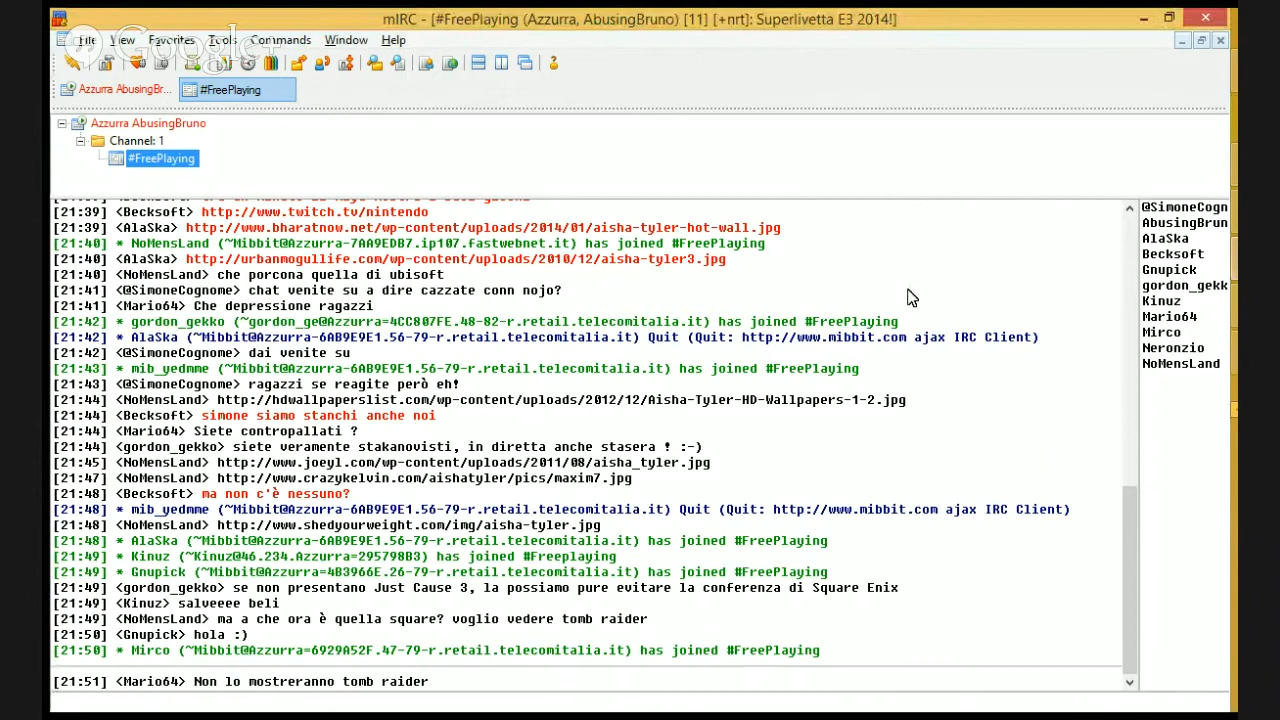 mIRC - [#FreePlaying (Azzurra, AbusingBruno) [11] [+nrt]: Superlivetta E3 2014!]
File View Favorites Tools Commands Window Help
Google+
Azzurra AbusingBr... #FreePlaying
Azzurra AbusingBruno
Channel: 1
#FreePlaying
[21:39] <Becksoft> http://www.twitch.tv/nintendo
[21:39] <AlaSka> http://www.bharatnow.net/wp-content/uploads/2014/01/aisha-tyler-hot-wall.jpg
[21:40] * NoMensLand (~Mibbit@Azzurra-7AA9EDB7.ip107.fastwebnet.it) has joined #FreePlaying
[21:40] <AlaSka> http://urbanmogullife.com/wp-content/uploads/2010/12/aisha-tyler3.jpg
[21:40] <NoMensLand> che porcona quella di ubisoft
[21:41] <@SimoneCognome> chat venite su a dire cazzate conn nojo?
[21:41] <Mario64> Che depressione ragazzi
[21:42] * gordon_gekko (~gordon_ge@Azzurra=4CC807FE.48-82-r.retail.telecomitalia.it) has joined #FreePlaying
[21:42] * AlaSka (~Mibbit@Azzurra-6AB9E9E1.56-79-r.retail.telecomitalia.it) Quit (Quit: http://www.mibbit.com ajax IRC Client)
[21:42] <@SimoneCognome> dai venite su
[21:43] * mib_yedmme (~Mibbit@Azzurra-6AB9E9E1.56-79-r.retail.telecomitalia.it) has joined #FreePlaying
[21:43] <@SimoneCognome> ragazzi se reagite però eh!
[21:44] <NoMensLand> http://hdwallpaperslist.com/wp-content/uploads/2012/12/Aisha-Tyler-HD-Wallpapers-1-2.jpg
[21:44] <Becksoft> simone siamo stanchi anche noi
[21:44] <Mario64> Siete contropallati ?
[21:44] <gordon_gekko> siete veramente stakanovisti, in diretta anche stasera ! :-)
[21:45] <NoMensLand> http://www.joeyl.com/wp-content/uploads/2011/08/aisha_tyler.jpg
[21:47] <NoMensLand> http://www.crazykelvin.com/aishatyler/pics/maxim7.jpg
[21:48] <Becksoft> ma non c'è nessuno?
[21:48] * mib_yedmme (~Mibbit@Azzurra-6AB9E9E1.56-79-r.retail.telecomitalia.it) Quit (Quit: http://www.mibbit.com ajax IRC Client)
[21:48] <NoMensLand> http://www.shedyourweight.com/img/aisha-tyler.jpg
[21:48] * AlaSka (~Mibbit@Azzurra-6AB9E9E1.56-79-r.retail.telecomitalia.it) has joined #FreePlaying
[21:49] * Kinuz (~Kinuz@46.234.Azzurra=295798B3) has joined #Freeplaying
[21:49] * Gnupick (~Mibbit@Azzurra=4B3966E.26-79-r.retail.telecomitalia.it) has joined #FreePlaying
[21:49] <gordon_gekko> se non presentano Just Cause 3, la possiamo pure evitare la conferenza di Square Enix
[21:49] <Kinuz> salveeee beli
[21:49] <NoMensLand> ma a che ora è quella square? voglio vedere tomb raider
[21:50] <Gnupick> hola :)
[21:50] * Mirco (~Mibbit@Azzurra=6929A52F.47-79-r.retail.telecomitalia.it) has joined #FreePlaying
[21:51] <Mario64> Non lo mostreranno tomb raider
@SimoneCogn
AbusingBrun
AlaSka
Becksoft
Gnupick
gordon_gekk
Kinuz
Mario64
Mirco
Neronzio
NoMensLand